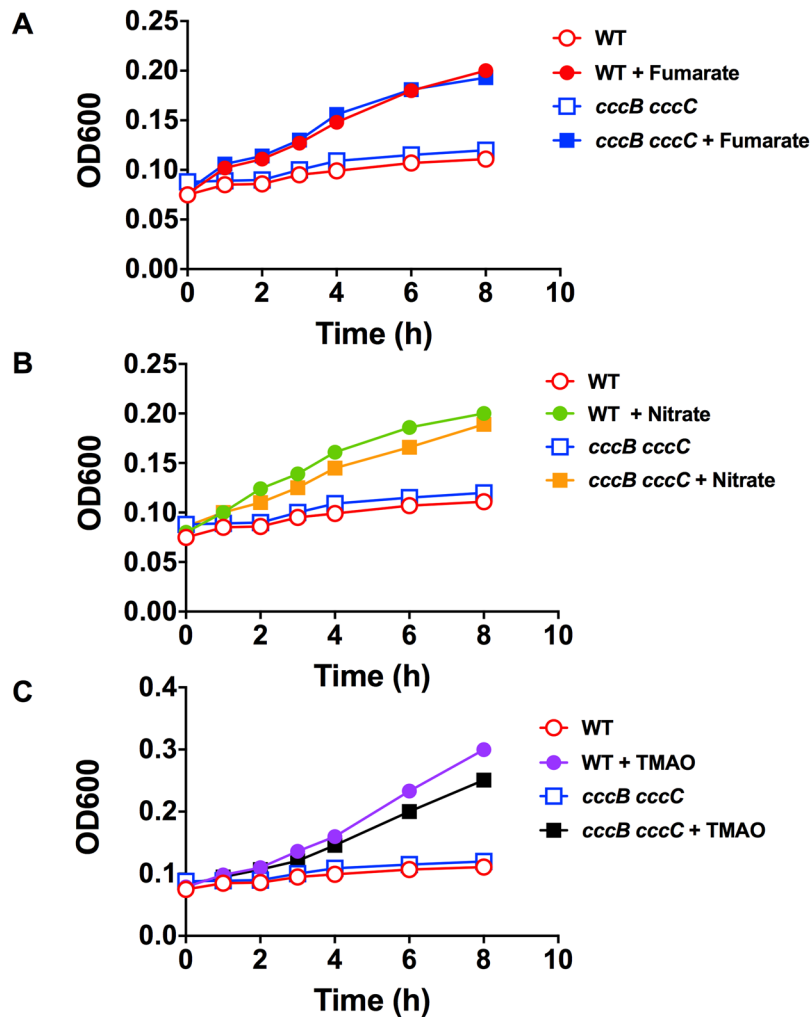 A
0.25
0.20
0.15
0.10
0.05
0.00
OD600
0 2 4 6 8 10
Time (h)
WT
WT + Fumarate
cccB cccC
cccB cccC + Fumarate
B
0.25
0.20
0.15
0.10
0.05
0.00
OD600
0 2 4 6 8 10
Time (h)
WT
WT + Nitrate
cccB cccC
cccB cccC + Nitrate
C
0.4
0.3
0.2
0.1
0.0
OD600
0 2 4 6 8 10
Time (h)
WT
WT + TMAO
cccB cccC
cccB cccC + TMAO